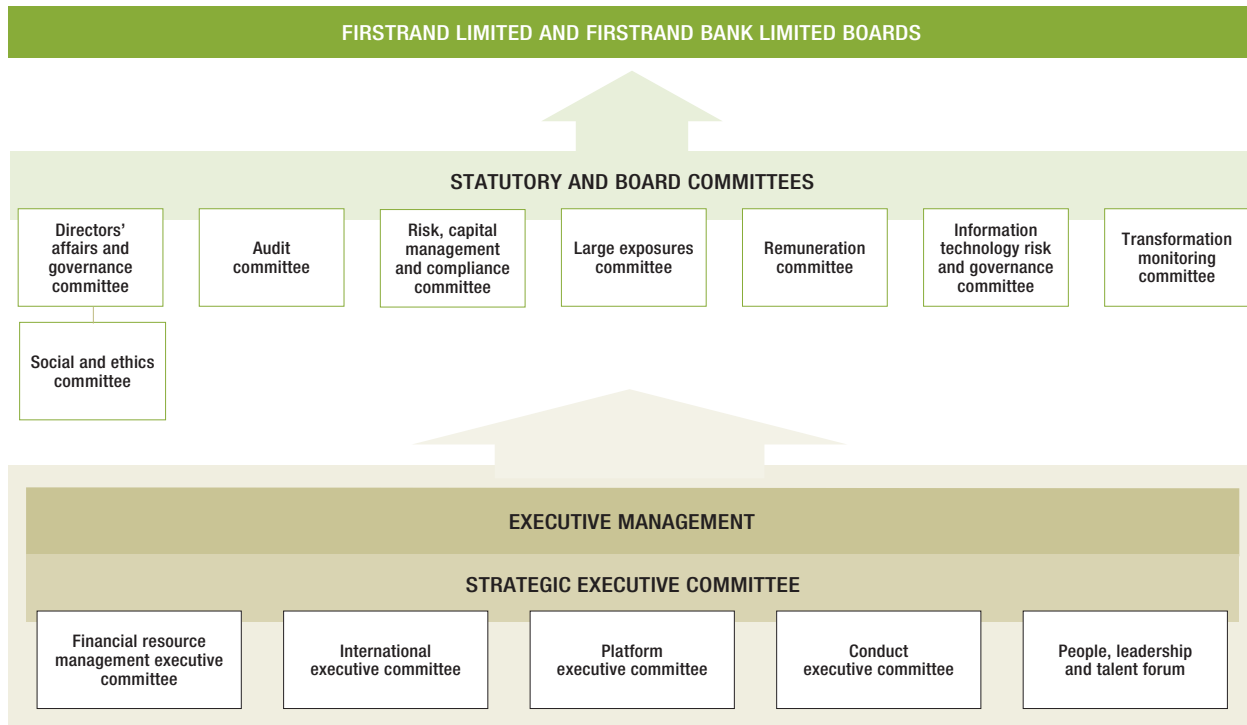 FIRSTRAND LIMITED AND FIRSTRAND BANK LIMITED BOARDS
STATUTORY AND BOARD COMMITTEES
Directors’
affairs and
governance
committee
Audit
committee
Risk, capital
management
and compliance
committee
Large exposures
committee
Remuneration
committee
Information
technology risk
and governance
committee
Transformation
monitoring
committee
Social and ethics
committee
EXECUTIVE MANAGEMENT
STRATEGIC EXECUTIVE COMMITTEE
Financial resource
management executive
committee
International
executive committee
Platform
executive committee
Conduct
executive committee
People, leadership
and talent forum